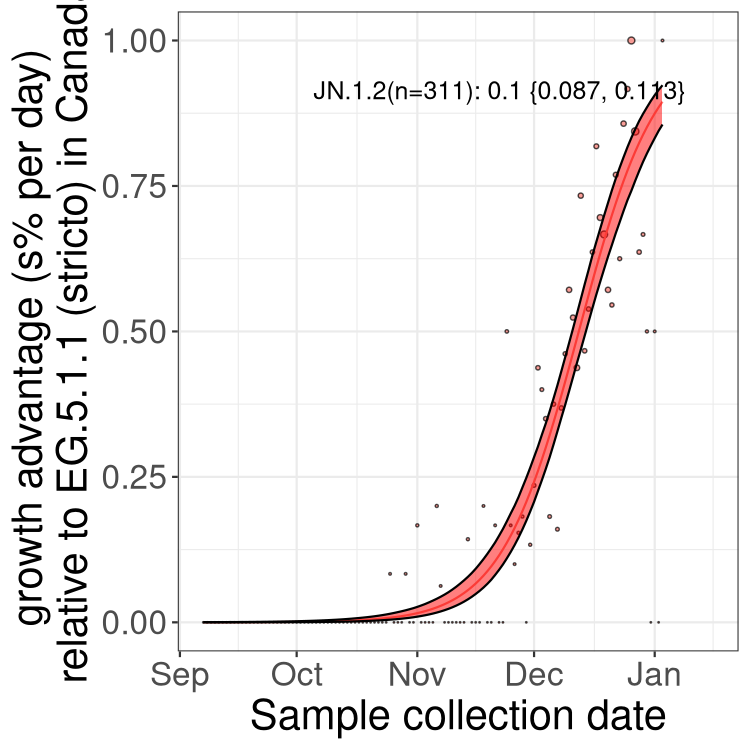 growth advantage (s% per day)
relative to EG.5.1.1 (stricto) in Canada
1.00
0.75
0.50
0.25
0.00
JN.1.2(n=311): 0.1 {0.087, 0.113}
Sep Oct Nov Dec Jan
Sample collection date